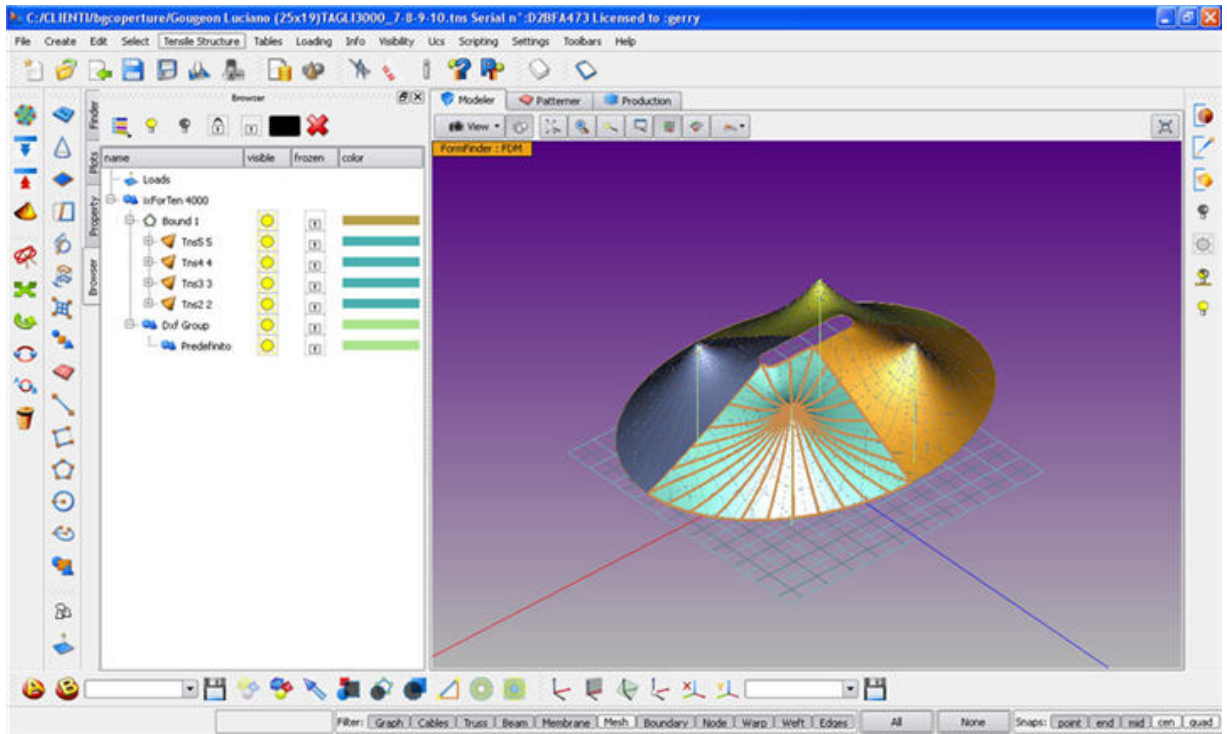 C:/CLIENTI/bgcoperture/Gougeon Luciano (25x19)TAGLI3000_7-8-9-10.tns Serial n°:D2BFA473 Licensed to :gerry
File Create Edit Select Tensile Structure Tables Loading Info Visibility Ucs Scripting Settings Toolbars Help
Browser
Modeler Patterner Production
Finder
Plots
Property
Browser
View
name visible frozen color
FormFinder : FDM
Loads
ixForTen 4000
Bound 1
Tns5 5
Tns4 4
Tns3 3
Tns2 2
Dxf Group
Predefinito
Filter: Graph Cables Truss Beam Membrane Mesh Boundary Node Warp Weft Edges All None Snaps: point end mid cen quad